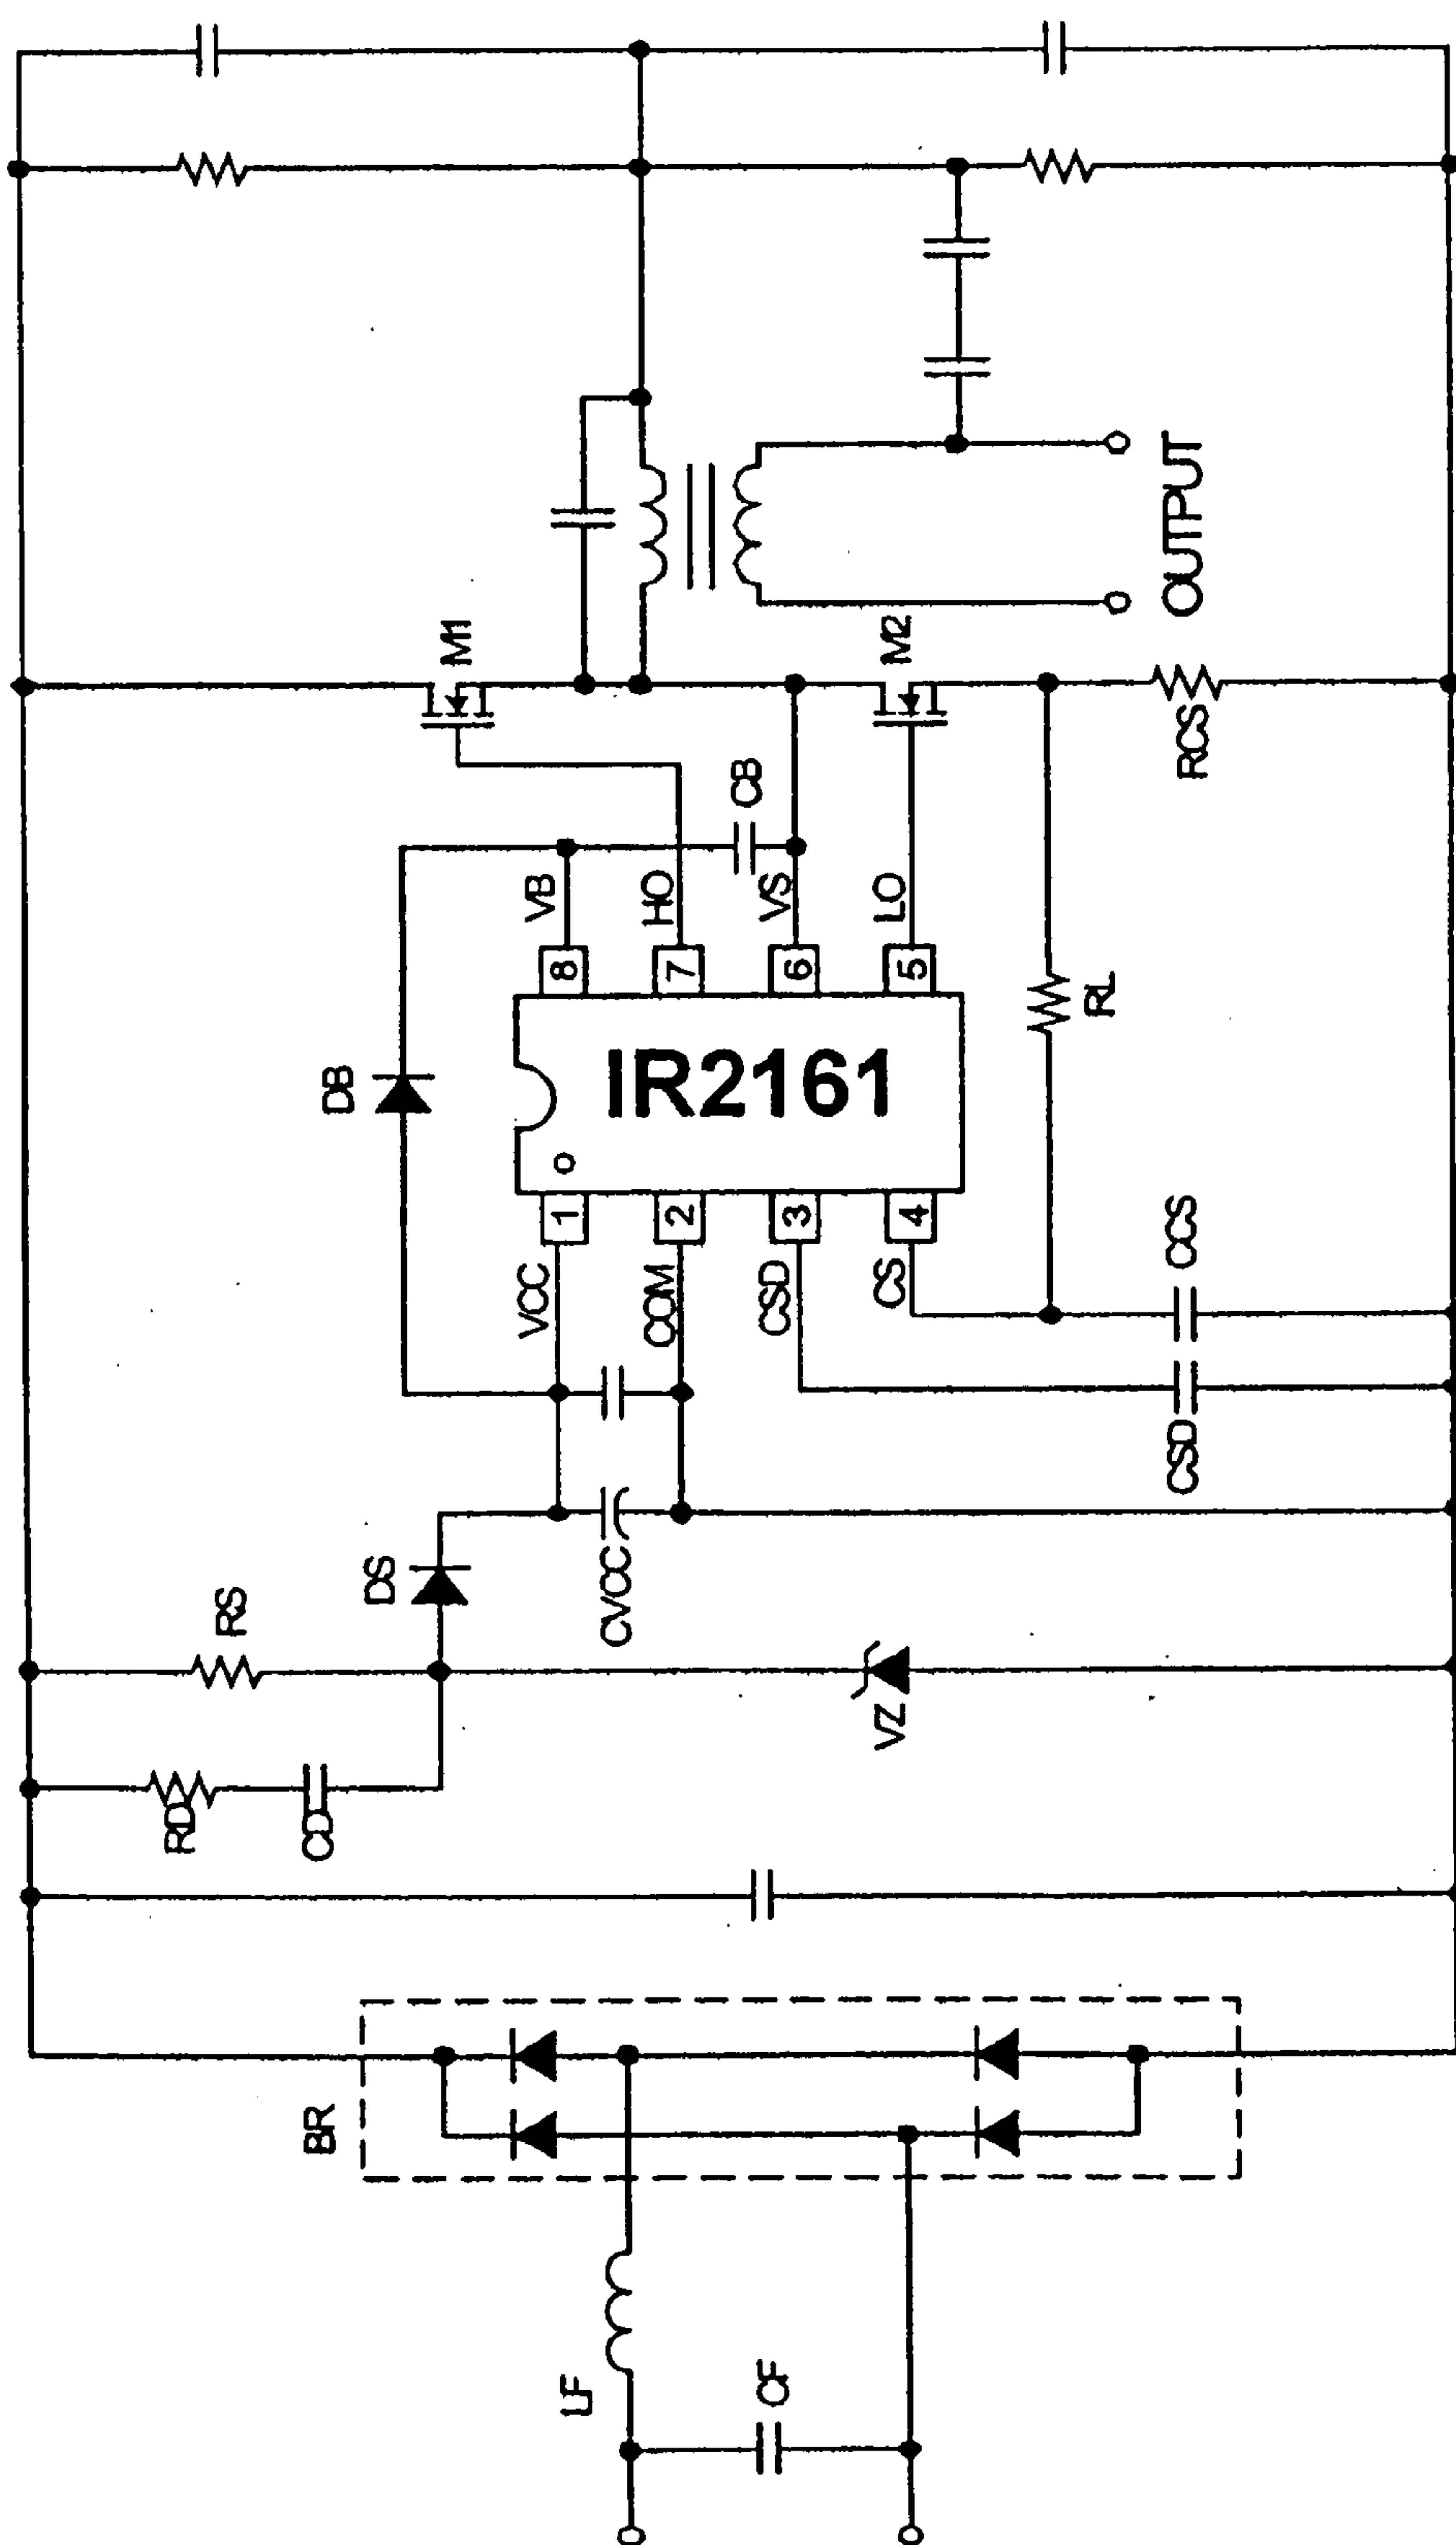 LF
CF
BR
RD
CD
RS
DS
VZ
CVCC
DB
VCC
COM
CSD
CS
1
2
3
4
IR2161
8
7
6
5
VB
HO
VS
LO
CB
CSD
CCS
RL
M1
M2
RCS
OUTPUT